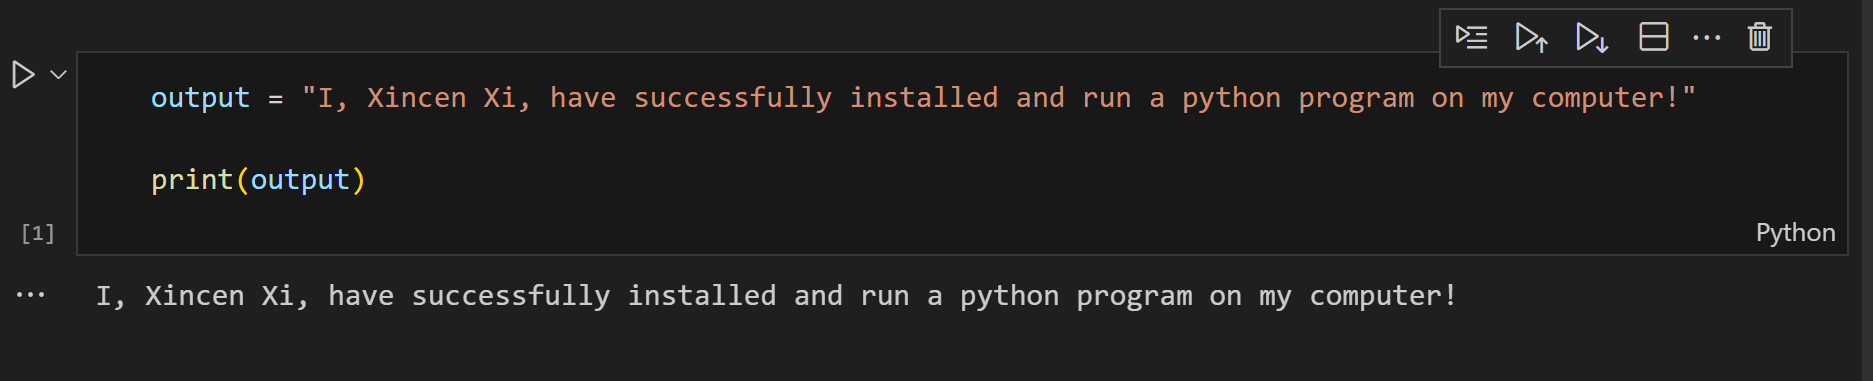 output = "I, Xincen Xi, have successfully installed and run a python program on my computer!"
print(output)
[1]
Python
I, Xincen Xi, have successfully installed and run a python program on my computer!